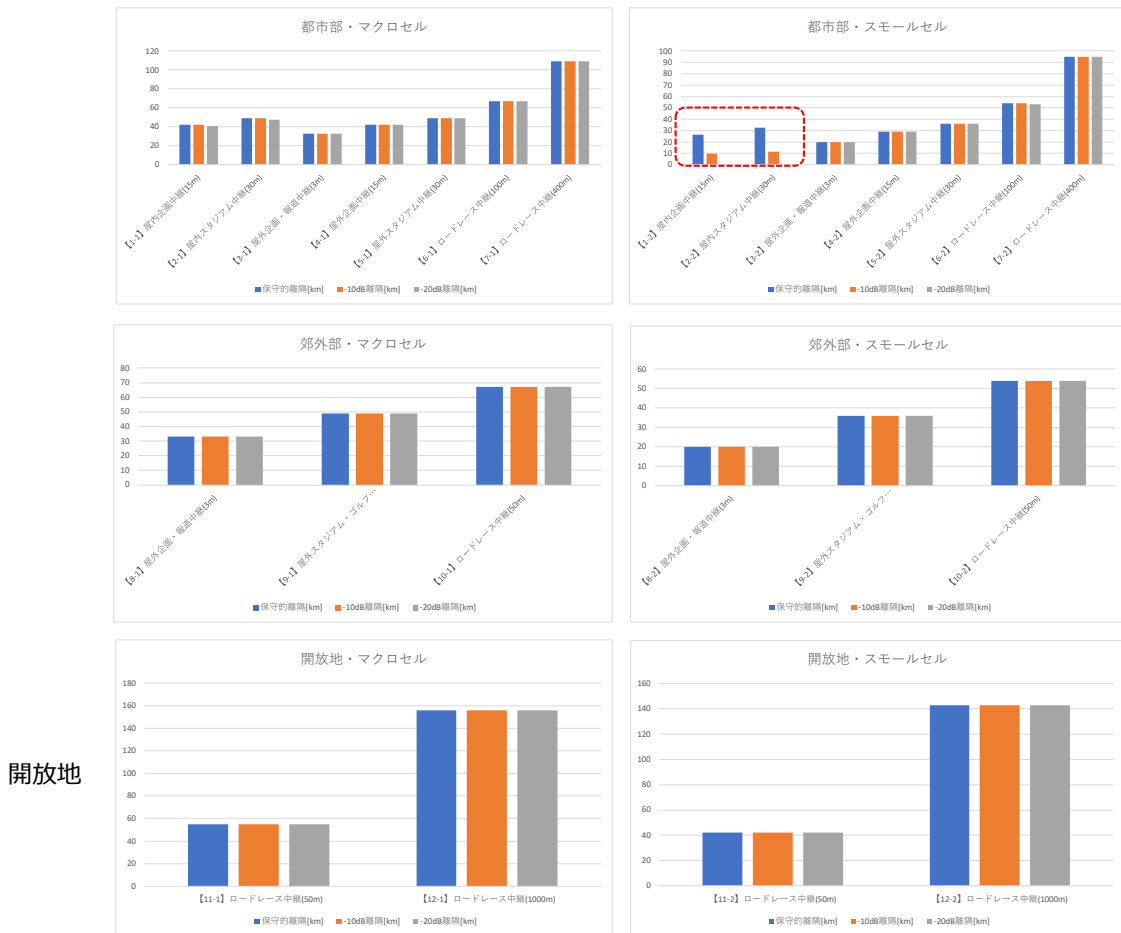 都市部・マクロセル
120
100
80
60
40
20
0
【1-1】屋内企画中継(15m)
【2-1】屋内スタジアム中継(30m)
【3-1】屋外企画・報道中継(3m)
【4-1】屋外企画中継(15m)
【5-1】屋外スタジアム中継(30m)
【6-1】ロードレース中継(100m)
【7-1】ロードレース中継(400m)
保守的離隔[km] -10dB離隔[km] -20dB離隔[km]
都市部・スモールセル
100
90
80
70
60
50
40
30
20
10
0
【1-2】屋内企画中継(15m)
【2-2】屋内スタジアム中継(30m)
【3-2】屋外企画・報道中継(3m)
【4-2】屋外企画中継(15m)
【5-2】屋外スタジアム中継(30m)
【6-2】ロードレース中継(100m)
【7-2】ロードレース中継(400m)
保守的離隔[km] -10dB離隔[km] -20dB離隔[km]
郊外部・マクロセル
80
70
60
50
40
30
20
10
0
【8-1】屋外企画・報道中継(3m)
【9-1】屋外スタジアム・ゴルフ…
【10-1】ロードレース中継(50m)
保守的離隔[km] -10dB離隔[km] -20dB離隔[km]
郊外部・スモールセル
60
50
40
30
20
10
0
【8-2】屋外企画・報道中継(3m)
【9-2】屋外スタジアム・ゴルフ…
【10-2】ロードレース中継(50m)
保守的離隔[km] -10dB離隔[km] -20dB離隔[km]
開放地
開放地・マクロセル
180
160
140
120
100
80
60
40
20
0
【11-1】ロードレース中継(50m)
【12-1】ロードレース中継(1000m)
保守的離隔[km] -10dB離隔[km] -20dB離隔[km]
開放地・スモールセル
160
140
120
100
80
60
40
20
0
【11-2】ロードレース中継(50m)
【12-2】ロードレース中継(1000m)
保守的離隔[km] -10dB離隔[km] -20dB離隔[km]